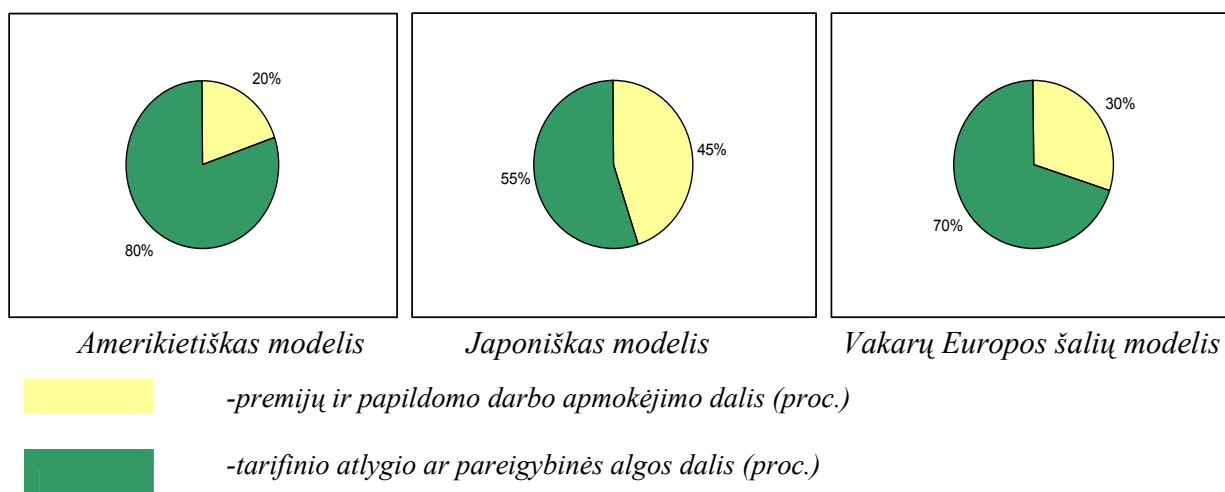 20%
80%
45%
55%
30%
70%
Amerikietiškas modelis
Japoniškas modelis
Vakarų Europos šalių modelis
-premijų ir papildomo darbo apmokėjimo dalis (proc.)
-tarifinio atlygio ar pareigybinės algos dalis (proc.)